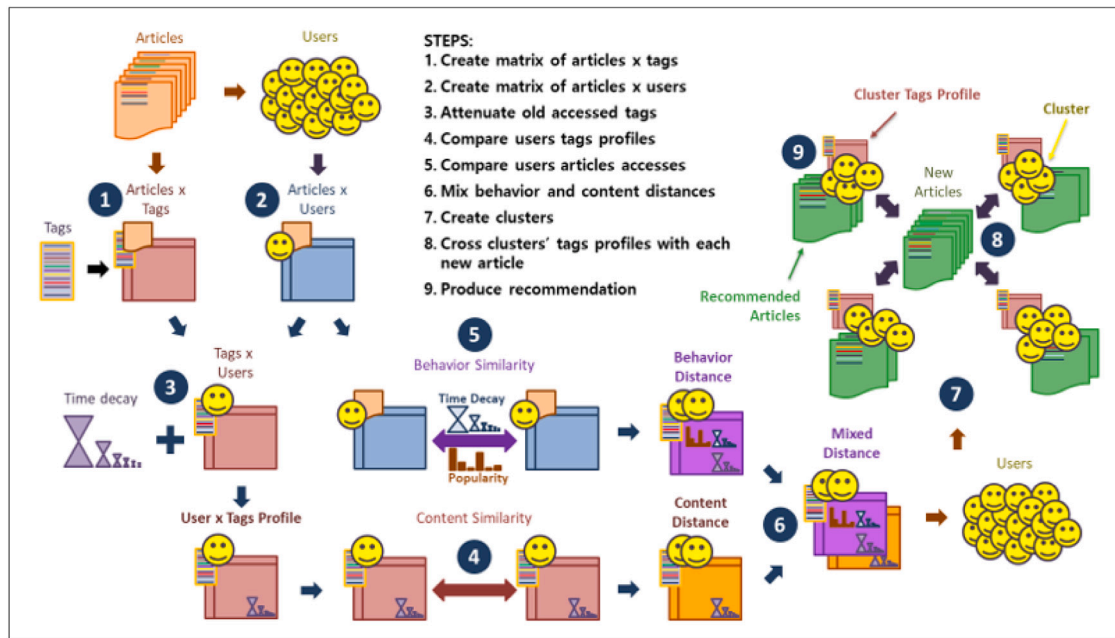 Articles
Users
STEPS:
1. Create matrix of articles x tags
2. Create matrix of articles x users
3. Attenuate old accessed tags
4. Compare users tags profiles
5. Compare users articles accesses
6. Mix behavior and content distances
7. Create clusters
8. Cross clusters' tags profiles with each
new article
9. Produce recommendation
Cluster Tags Profile
Cluster
9
New
Articles
8
Recommended
Articles
1
Articles x
Tags
2
Articles x
Users
Tags
5
3
Tags x
Users
Behavior Similarity
Behavior
Distance
7
Time decay
Time Decay
Popularity
Mixed
Distance
Users
User x Tags Profile
Content Similarity
Content
Distance
6
4